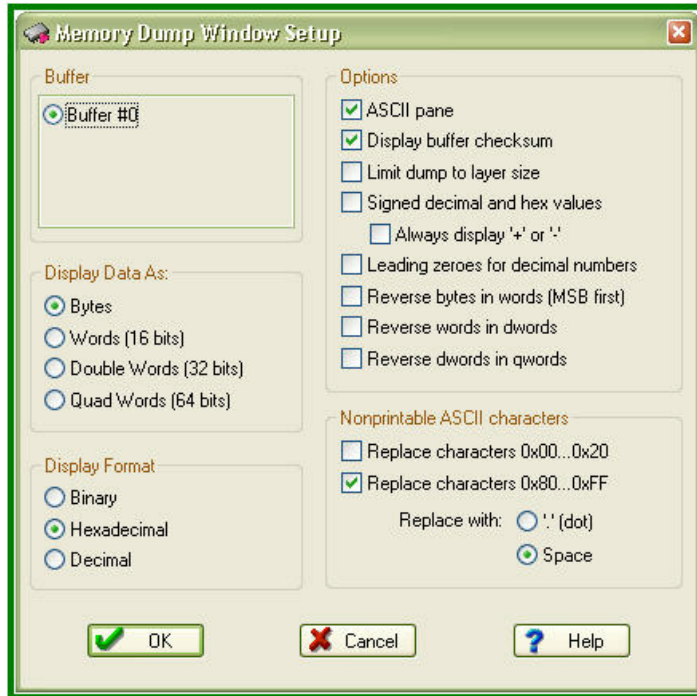 Memory Dump Window Setup
Buffer
Buffer #0
Display Data As:
Bytes
Words (16 bits)
Double Words (32 bits)
Quad Words (64 bits)
Display Format
Binary
Hexadecimal
Decimal
Options
ASCII pane
Display buffer checksum
Limit dump to layer size
Signed decimal and hex values
Always display '+' or '-'
Leading zeroes for decimal numbers
Reverse bytes in words (MSB first)
Reverse words in dwords
Reverse dwords in qwords
Nonprintable ASCII characters
Replace characters 0x00...0x20
Replace characters 0x80...0xFF
Replace with: '.' (dot)
Space
OK Cancel ? Help